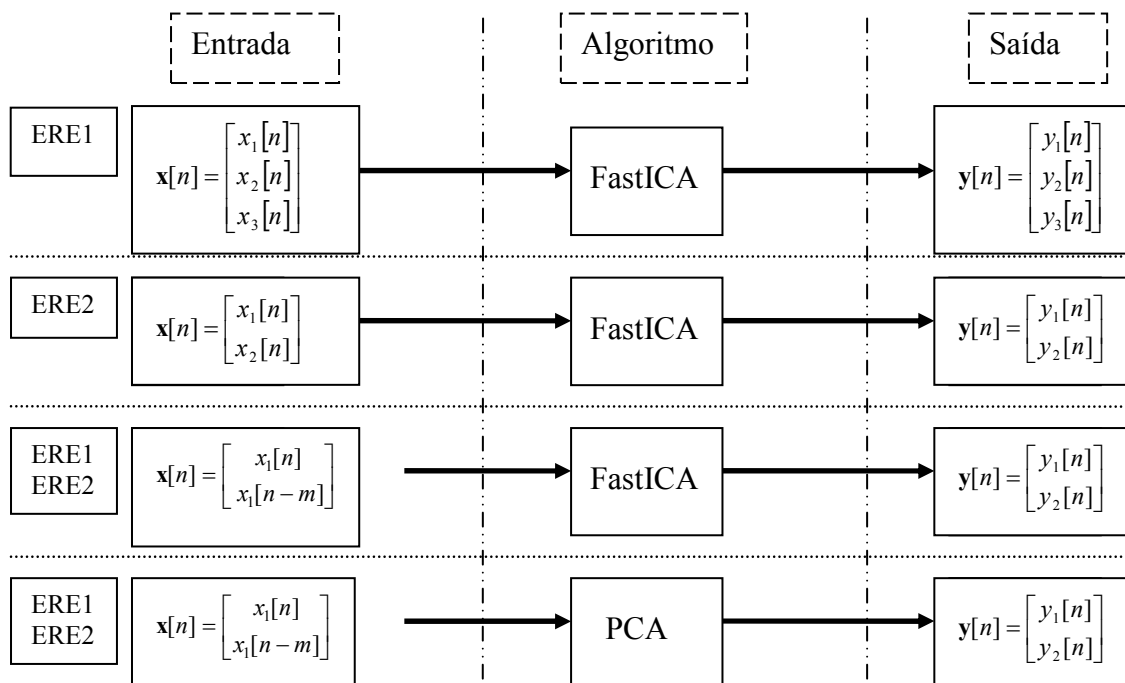 Entrada Algoritmo Saída
ERE1
x[n] = [ x₁[n] x₂[n] x₃[n] ]
FastICA
y[n] = [ y₁[n] y₂[n] y₃[n] ]
ERE2
x[n] = [ x₁[n] x₂[n] ]
FastICA
y[n] = [ y₁[n] y₂[n] ]
ERE1
ERE2
x[n] = [ x₁[n] x₁[n − m] ]
FastICA
y[n] = [ y₁[n] y₂[n] ]
ERE1
ERE2
x[n] = [ x₁[n] x₁[n − m] ]
PCA
y[n] = [ y₁[n] y₂[n] ]